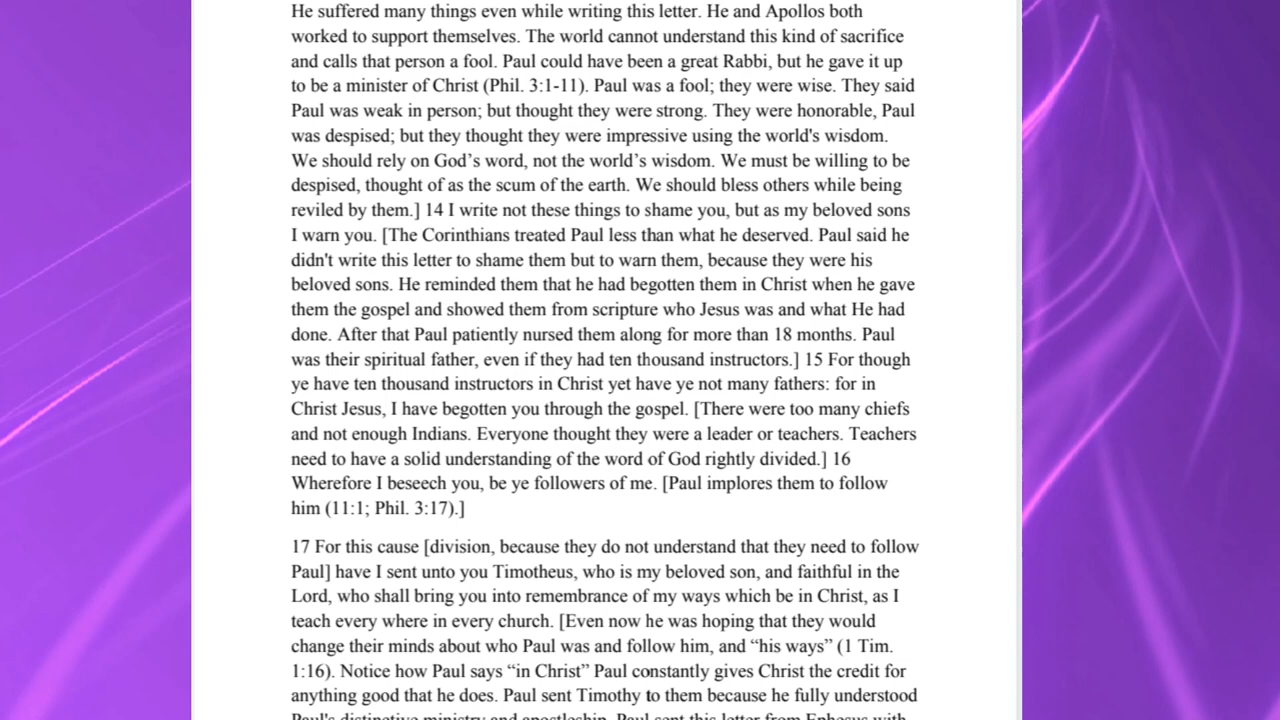 He suffered many things even while writing this letter. He and Apollos both
worked to support themselves. The world cannot understand this kind of sacrifice
and calls that person a fool. Paul could have been a great Rabbi, but he gave it up
to be a minister of Christ (Phil. 3:1-11). Paul was a fool; they were wise. They said
Paul was weak in person; but thought they were strong. They were honorable, Paul
was despised; but they thought they were impressive using the world's wisdom.
We should rely on God’s word, not the world’s wisdom. We must be willing to be
despised, thought of as the scum of the earth. We should bless others while being
reviled by them.] 14 I write not these things to shame you, but as my beloved sons
I warn you. [The Corinthians treated Paul less than what he deserved. Paul said he
didn't write this letter to shame them but to warn them, because they were his
beloved sons. He reminded them that he had begotten them in Christ when he gave
them the gospel and showed them from scripture who Jesus was and what He had
done. After that Paul patiently nursed them along for more than 18 months. Paul
was their spiritual father, even if they had ten thousand instructors.] 15 For though
ye have ten thousand instructors in Christ yet have ye not many fathers: for in
Christ Jesus, I have begotten you through the gospel. [There were too many chiefs
and not enough Indians. Everyone thought they were a leader or teachers. Teachers
need to have a solid understanding of the word of God rightly divided.] 16
Wherefore I beseech you, be ye followers of me. [Paul implores them to follow
him (11:1; Phil. 3:17).]
17 For this cause [division, because they do not understand that they need to follow
Paul] have I sent unto you Timotheus, who is my beloved son, and faithful in the
Lord, who shall bring you into remembrance of my ways which be in Christ, as I
teach every where in every church. [Even now he was hoping that they would
change their minds about who Paul was and follow him, and “his ways” (1 Tim.
1:16). Notice how Paul says “in Christ” Paul constantly gives Christ the credit for
anything good that he does. Paul sent Timothy to them because he fully understood
Paul's distinctive ministry and apostleship. Paul sent this letter from Ephesus with